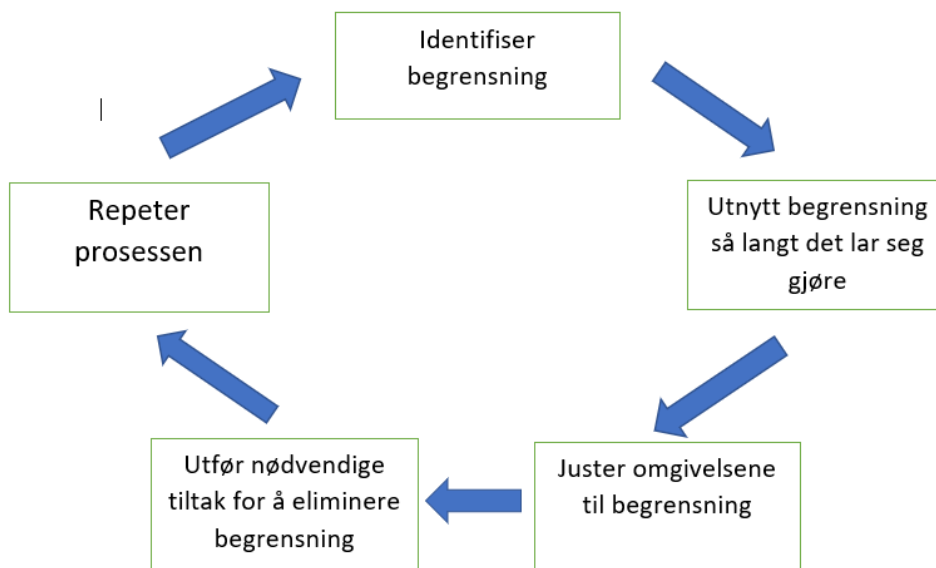 Identifiser
begrensning
Utnytt begrensning
så langt det lar seg
gjøre
Juster omgivelsene
til begrensning
Utfør nødvendige
tiltak for å eliminere
begrensning
Repeter
prosessen